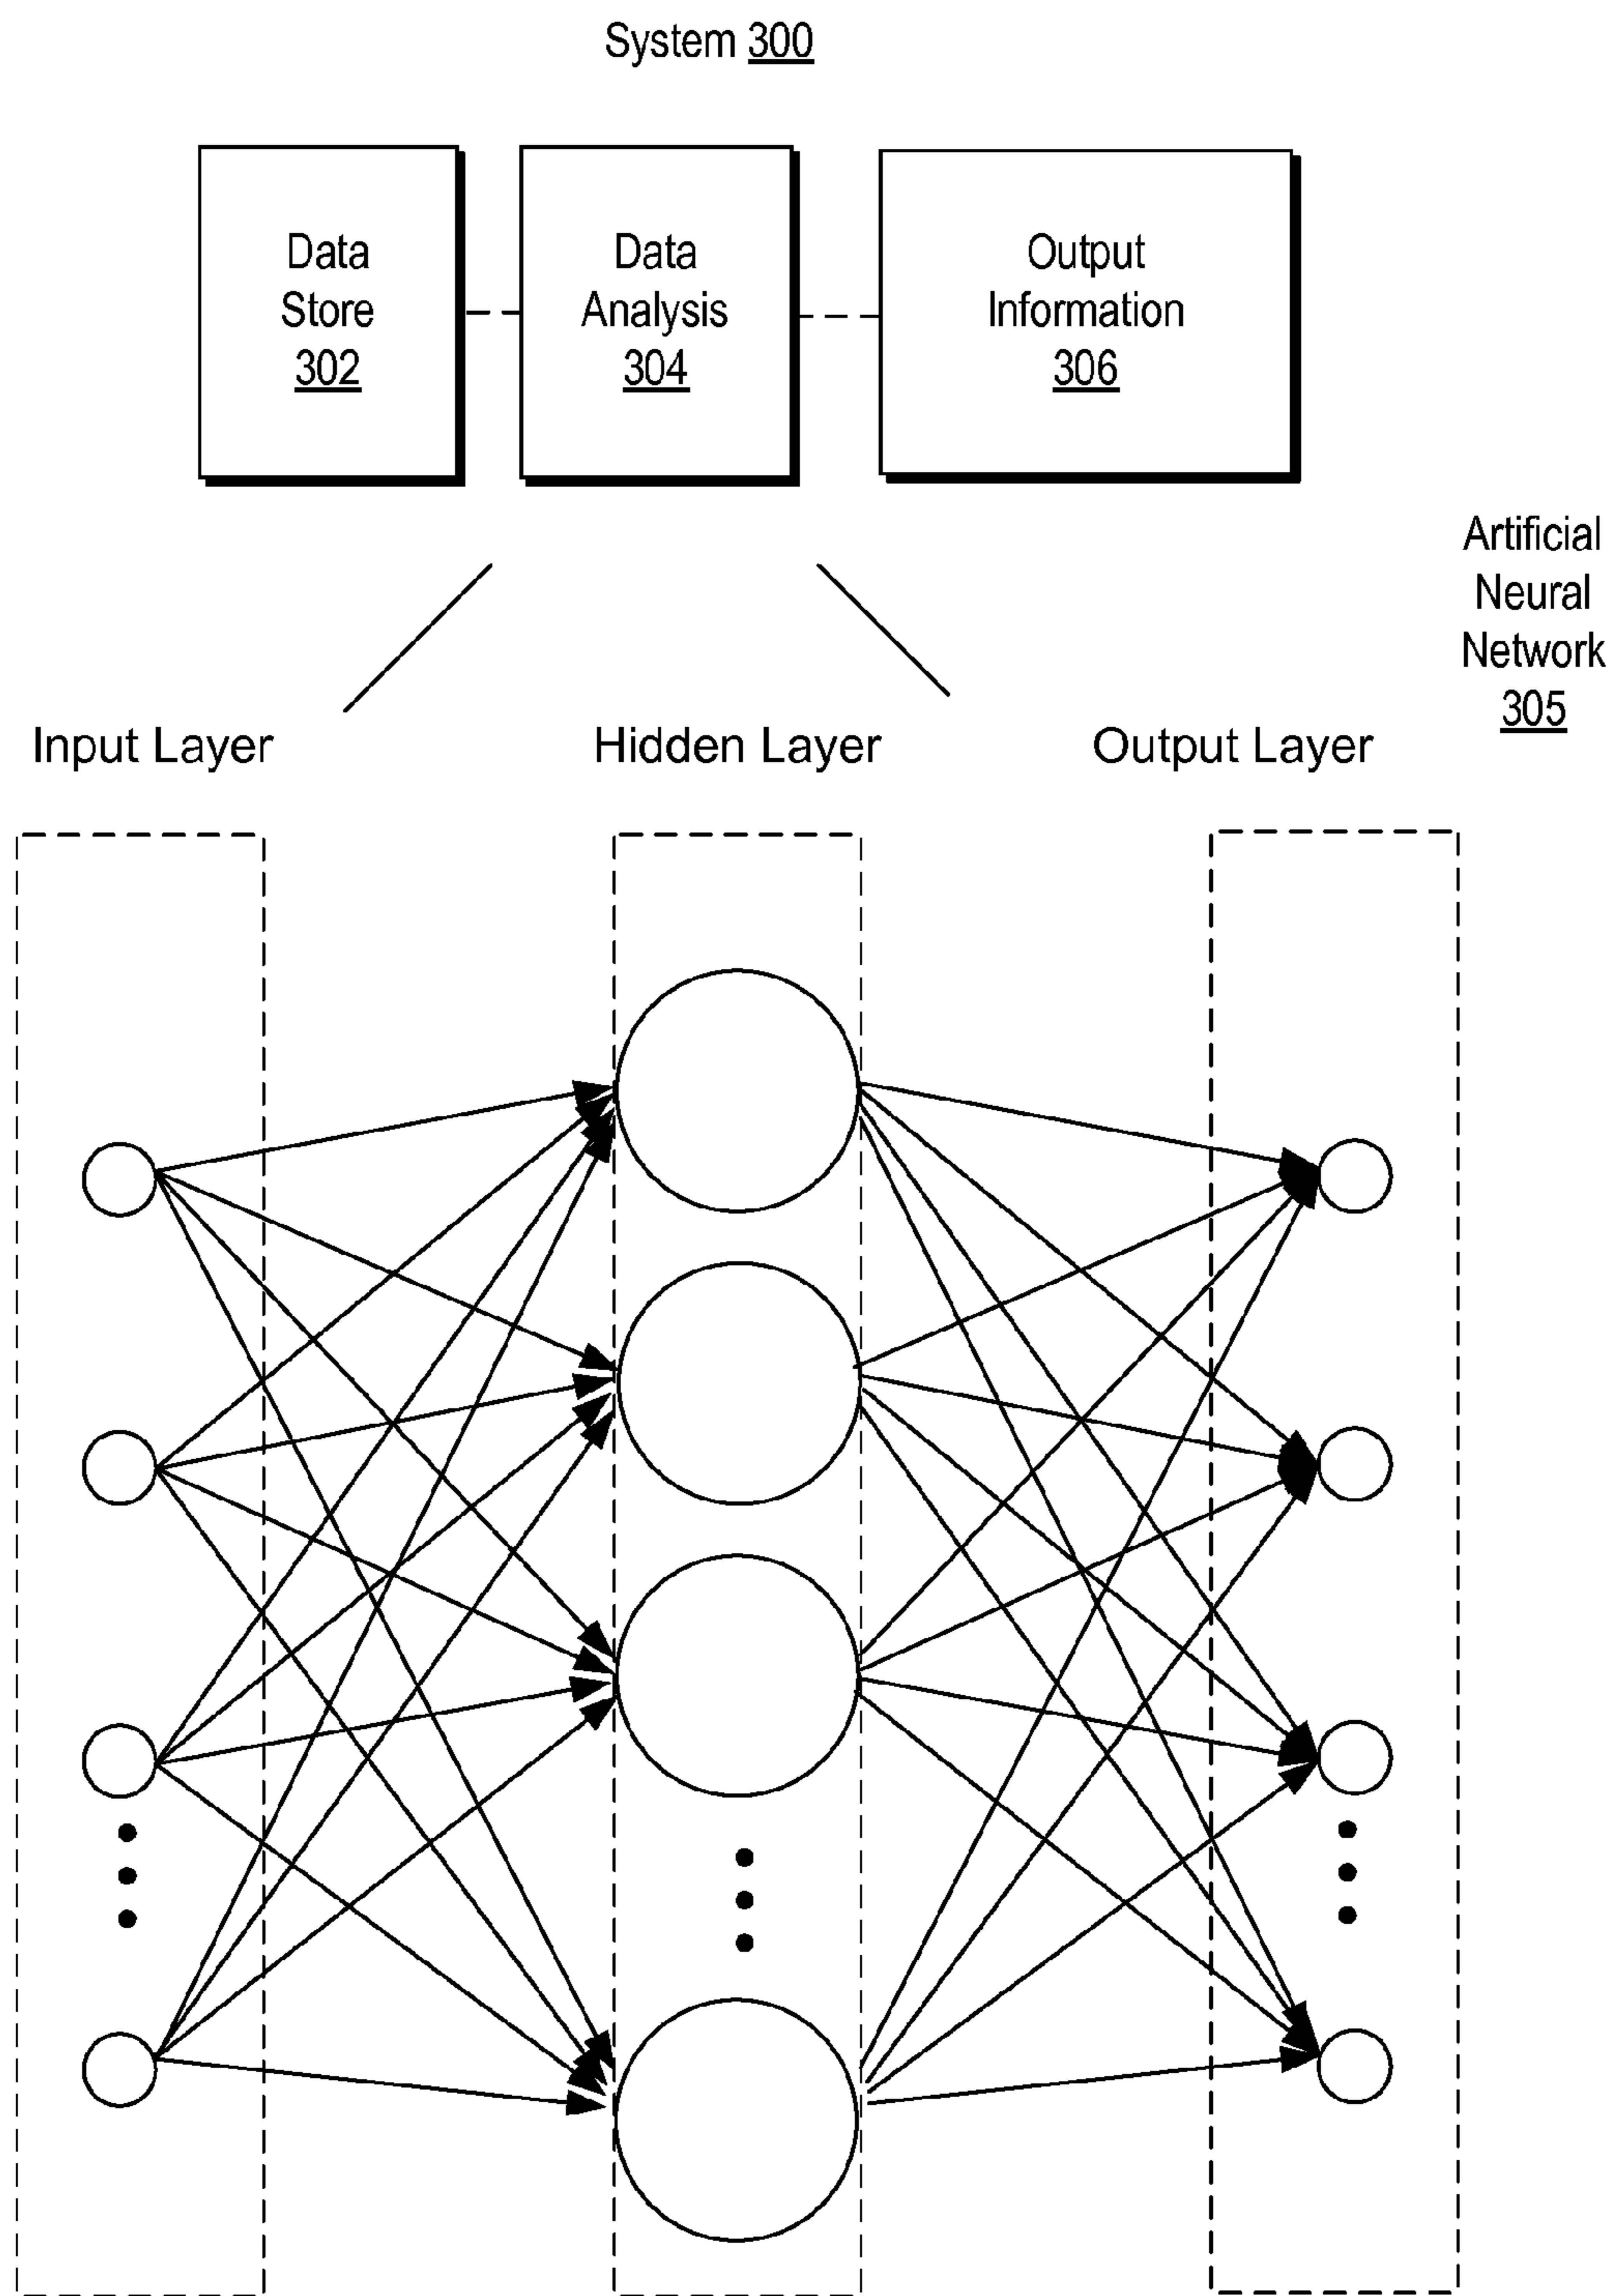 System 300
Data
Store
302
Data
Analysis
304
Output
Information
306
Artificial
Neural
Network
305
Input Layer
Hidden Layer
Output Layer